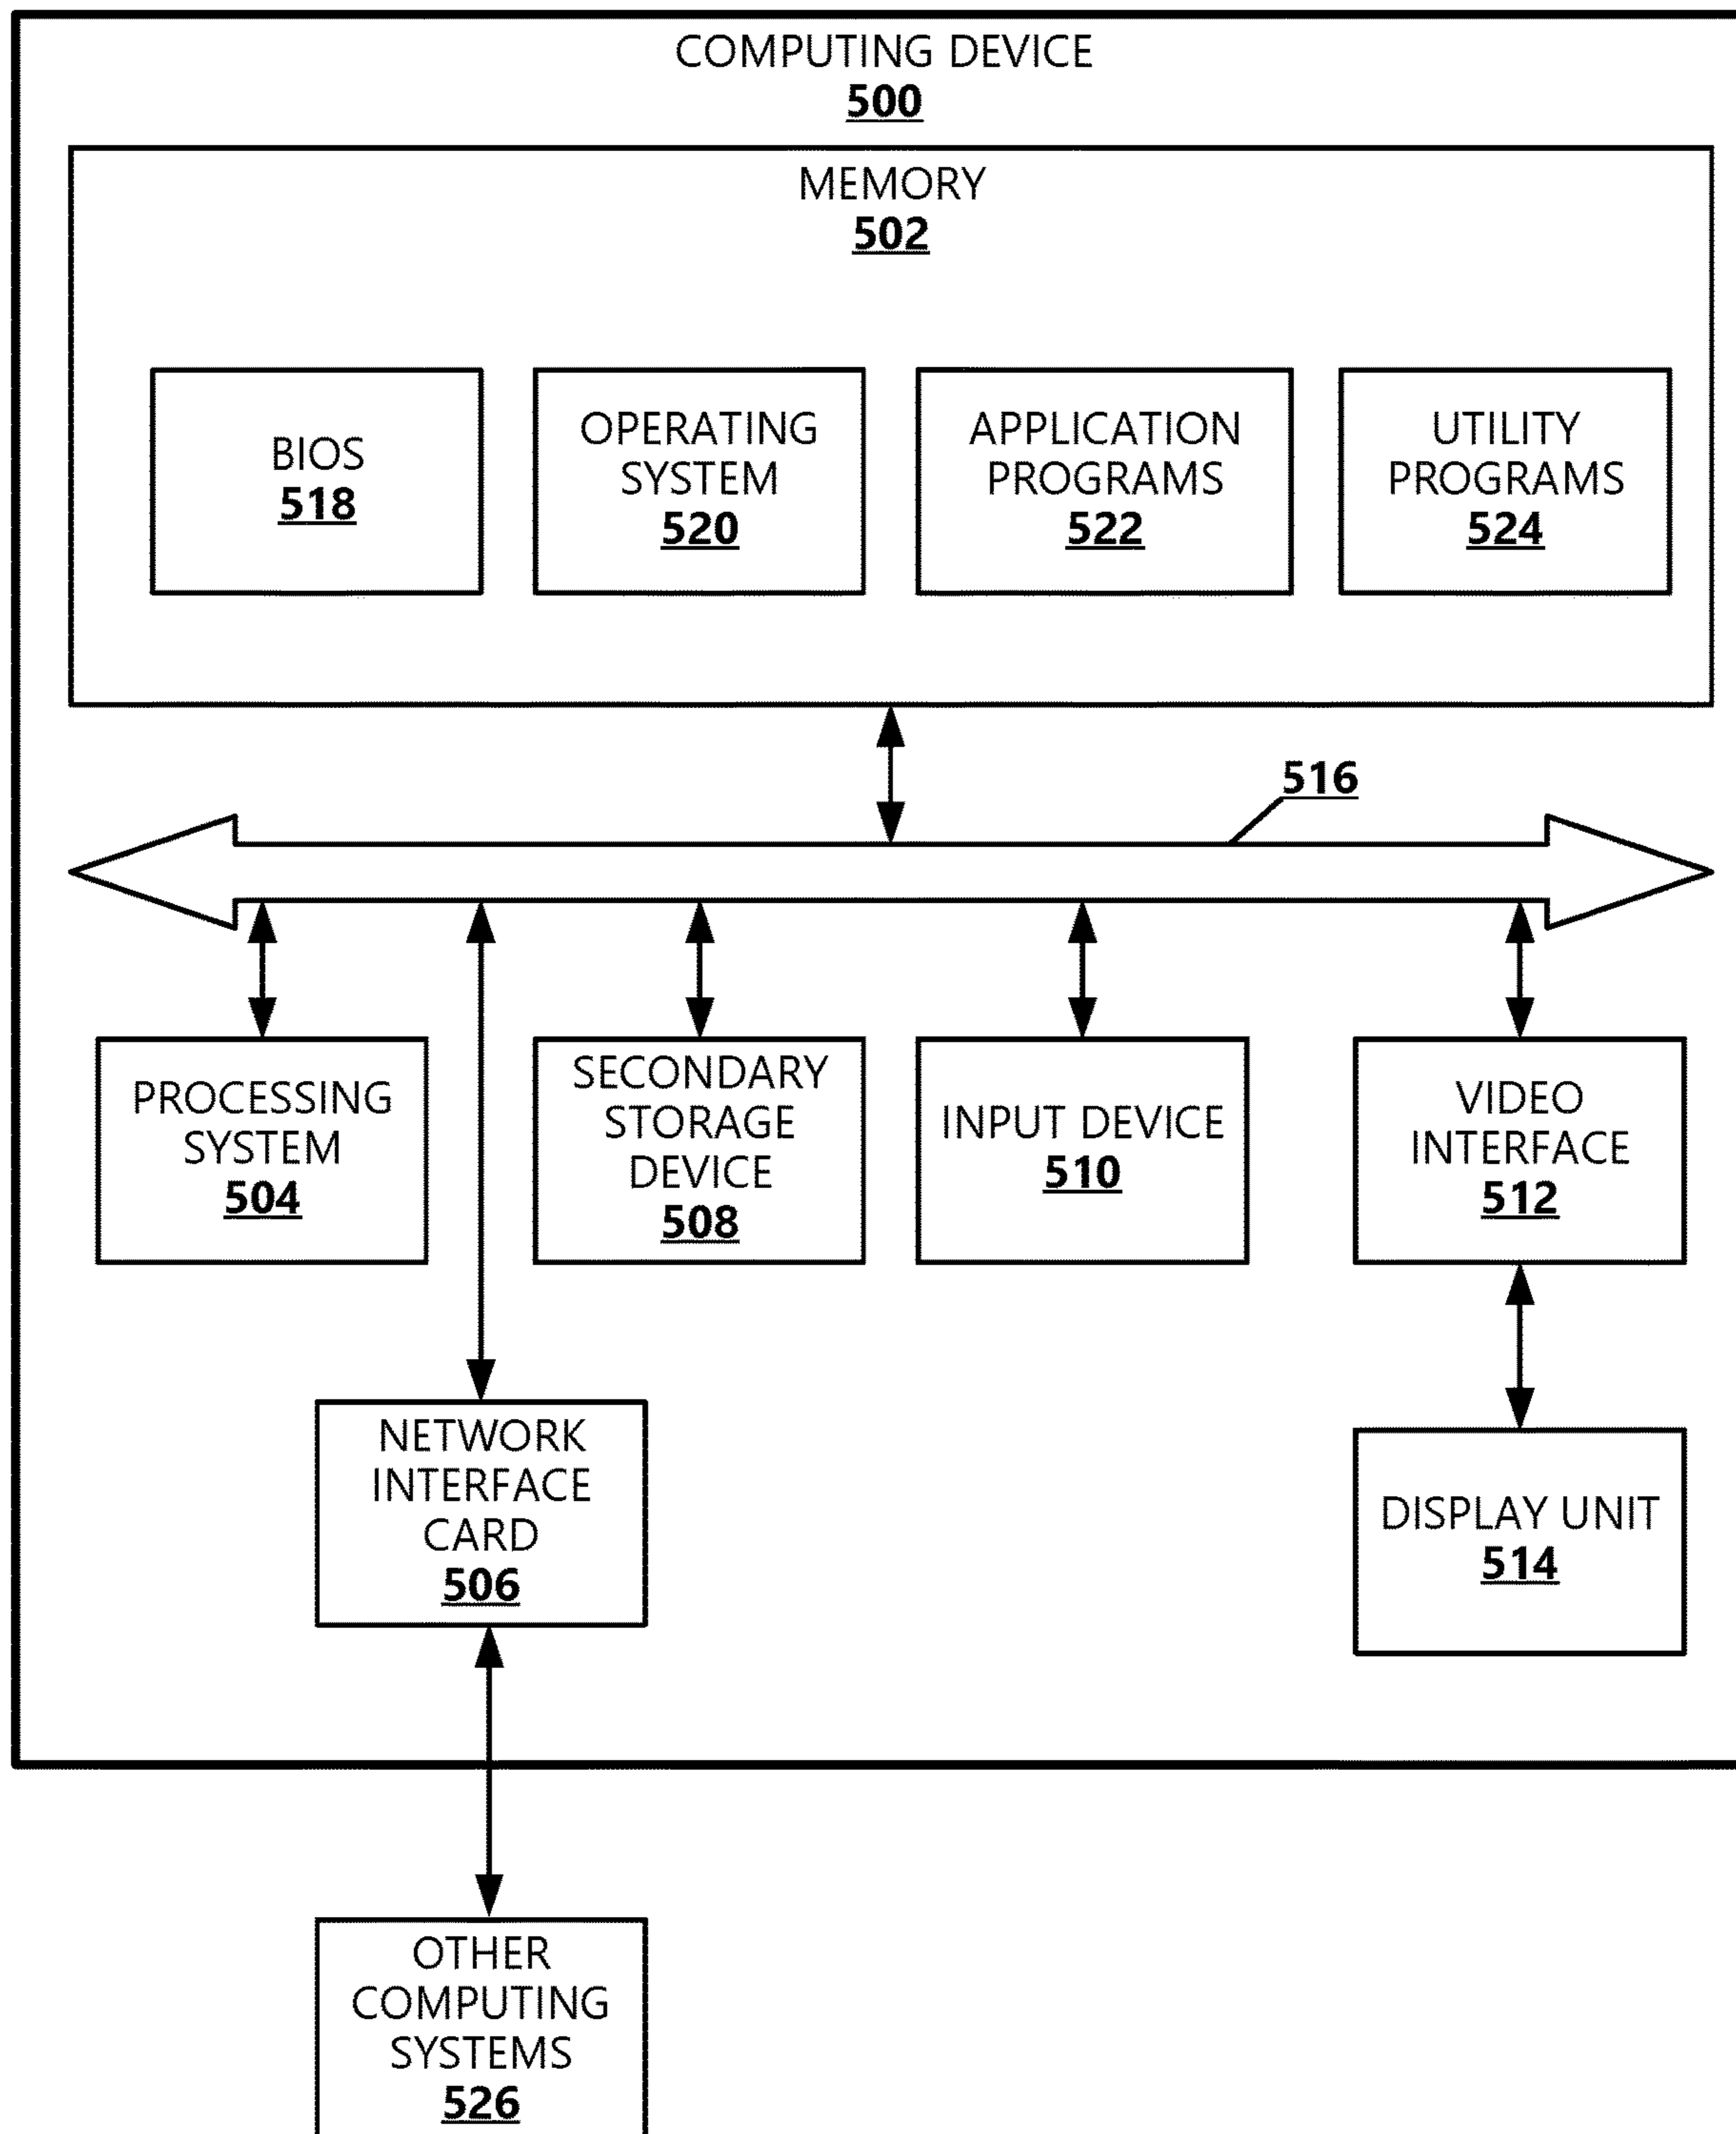 COMPUTING DEVICE
500
MEMORY
502
BIOS
518
OPERATING
SYSTEM
520
APPLICATION
PROGRAMS
522
UTILITY
PROGRAMS
524
516
PROCESSING
SYSTEM
504
SECONDARY
STORAGE
DEVICE
508
INPUT DEVICE
510
VIDEO
INTERFACE
512
NETWORK
INTERFACE
CARD
506
DISPLAY UNIT
514
OTHER
COMPUTING
SYSTEMS
526